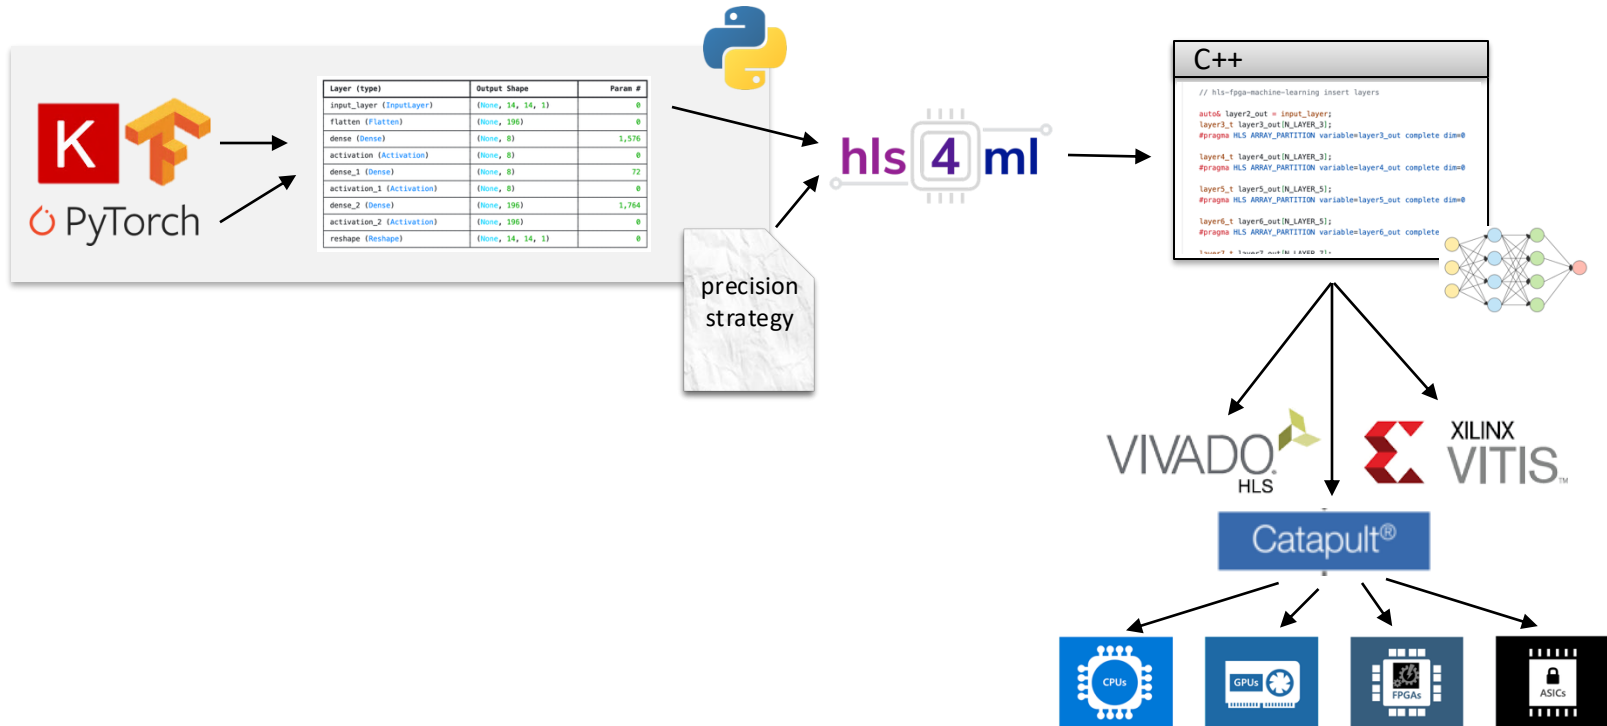 K
PyTorch
Layer (type) Output Shape Param #
input_layer (InputLayer) (None, 14, 14, 1) 0
flatten (Flatten) (None, 196) 0
dense (Dense) (None, 8) 1,576
activation (Activation) (None, 8) 0
dense_1 (Dense) (None, 8) 72
activation_1 (Activation) (None, 8) 0
dense_2 (Dense) (None, 196) 1,764
activation_2 (Activation) (None, 196) 0
reshape (Reshape) (None, 14, 14, 1) 0
precision
strategy
hls 4 ml
C++
// hls-fpga-machine-learning insert layers
auto& layer2_out = input_layer;
layer3_t layer3_out[N_LAYER_3];
#pragma HLS ARRAY_PARTITION variable=layer3_out complete dim=0
layer4_t layer4_out[N_LAYER_3];
#pragma HLS ARRAY_PARTITION variable=layer4_out complete dim=0
layer5_t layer5_out[N_LAYER_5];
#pragma HLS ARRAY_PARTITION variable=layer5_out complete dim=0
layer6_t layer6_out[N_LAYER_5];
#pragma HLS ARRAY_PARTITION variable=layer6_out complete
layer7_t layer7_out[N_LAYER_7];
VIVADO
HLS
XILINX
VITIS™
Catapult®
CPUs
GPUs
FPGAs
ASICs